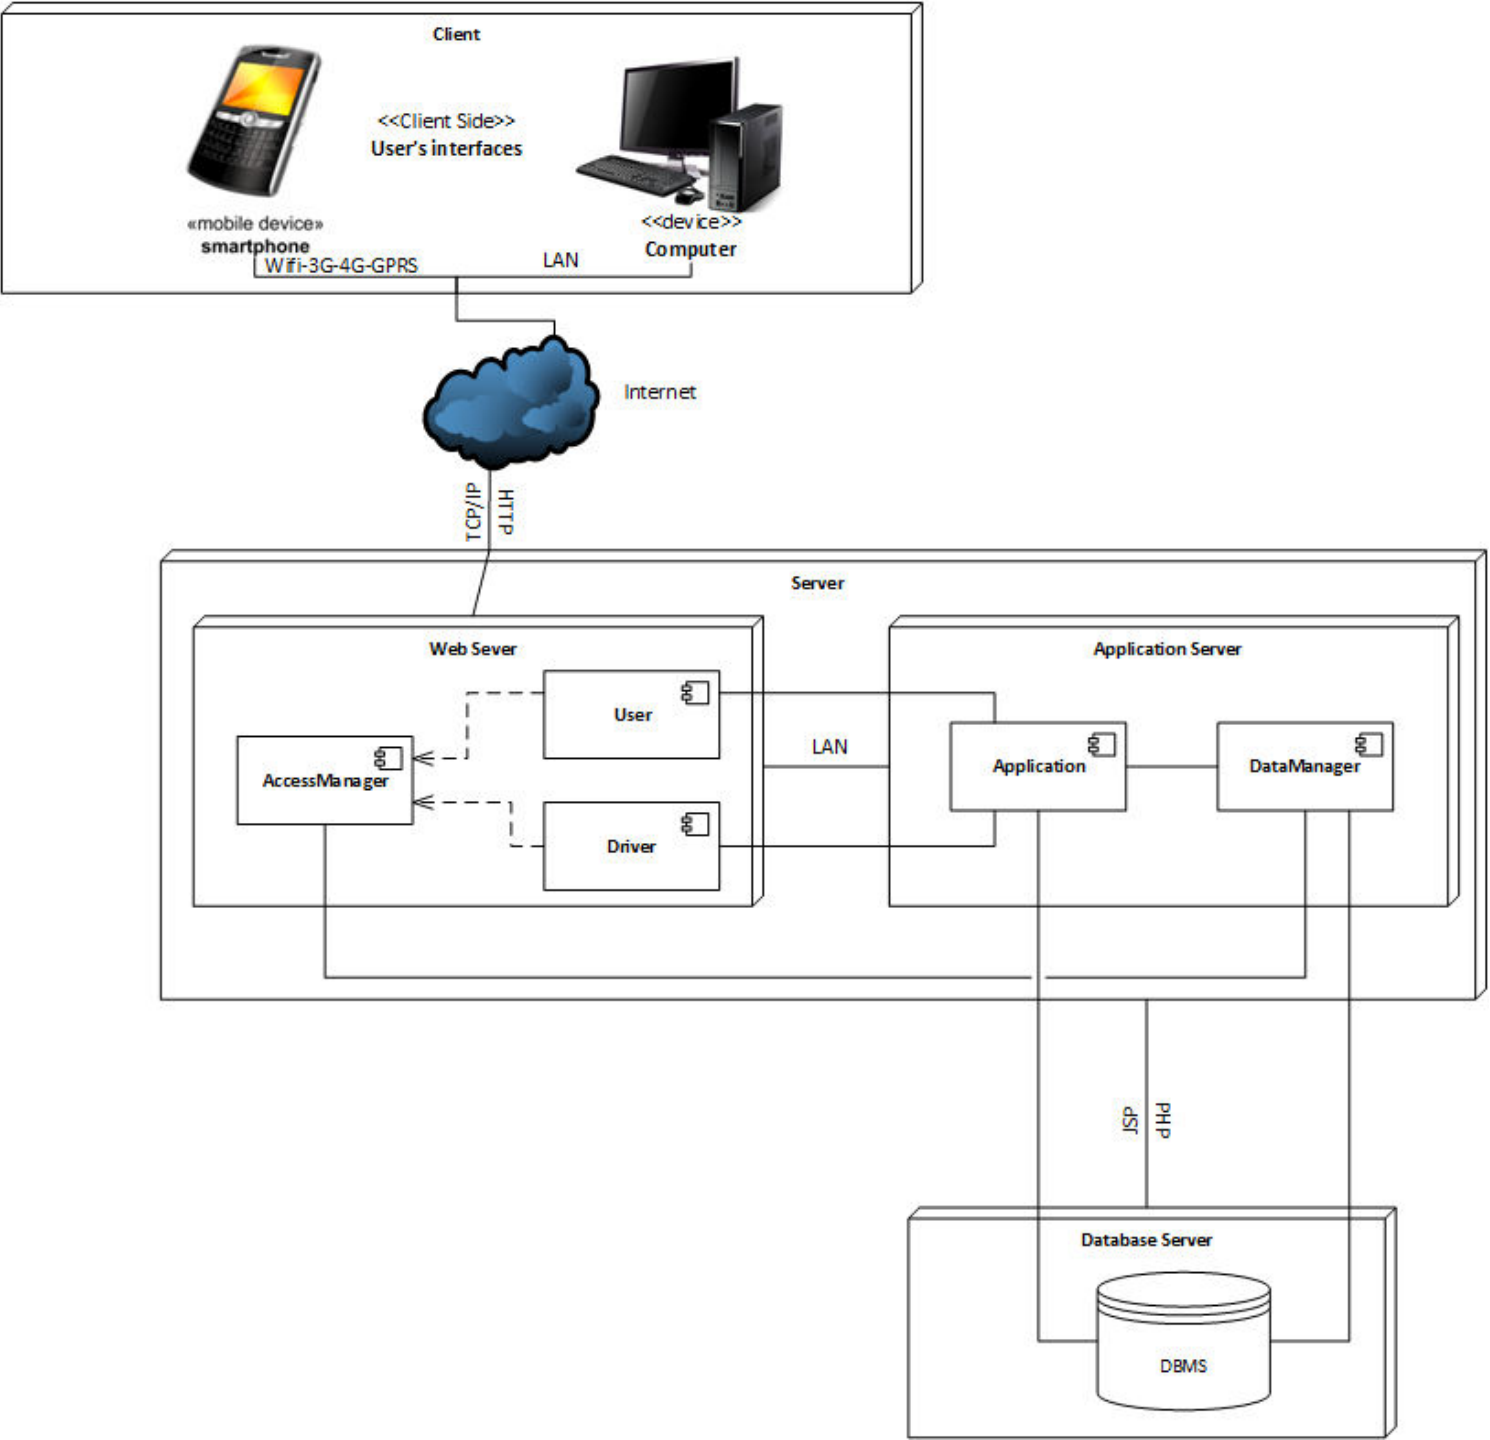 Client
<<Client Side>>
User's interfaces
«mobile device»
smartphone
<<device>>
Computer
Wifi-3G-4G-GPRS
LAN
Internet
TCP/IP
HTTP
Server
Web Sever
Application Server
User
AccessManager
Driver
LAN
Application
DataManager
JSP
PHP
Database Server
DBMS